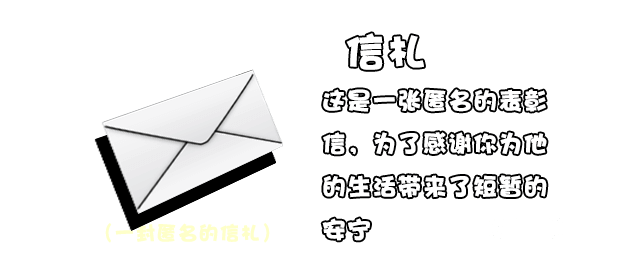 信札
这是一张匿名的表彰
信，为了感谢你为他
的生活带来了短暂的
安宁
(一封匿名的信札)